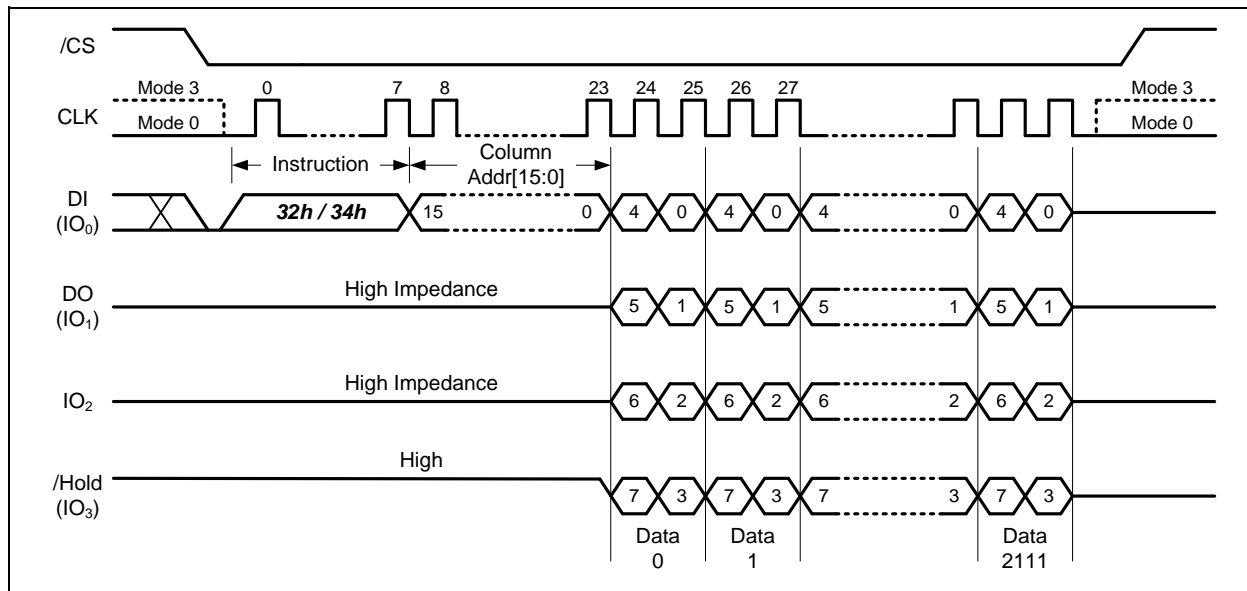 /CS
Mode 3 0 7 8 23 24 25 26 27 Mode 3
CLK
Mode 0 Mode 0
Instruction Column
Addr[15:0]
DI
(IO0)
32h / 34h 15 0 4 0 4 0 4 0 4 0
High Impedance
DO
(IO1)
5 1 5 1 5 1 5 1
High Impedance
IO2 6 2 6 2 6 2 6 2
High
/Hold
(IO3)
7 3 7 3 7 3 7 3
Data Data Data
0 1 2111